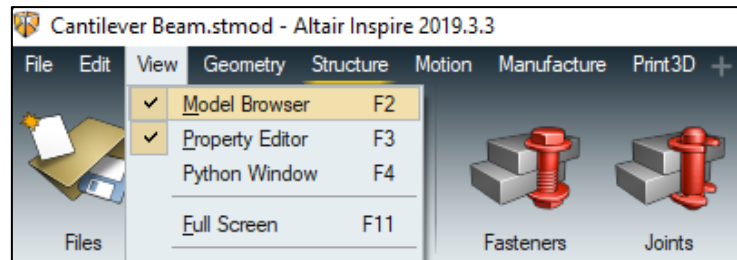 Cantilever Beam.stmod - Altair Inspire 2019.3.3
File Edit View Geometry Structure Motion Manufacture Print3D +
Model Browser F2
Property Editor F3
Python Window F4
Full Screen F11
Files Fasteners Joints